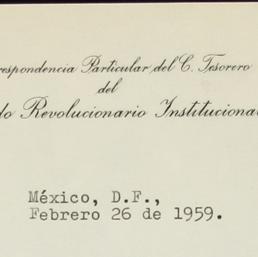 respondencia Particular del C. Tesorero
del
do Revolucionario Institucional
México, D.F.,
Febrero 26 de 1959.